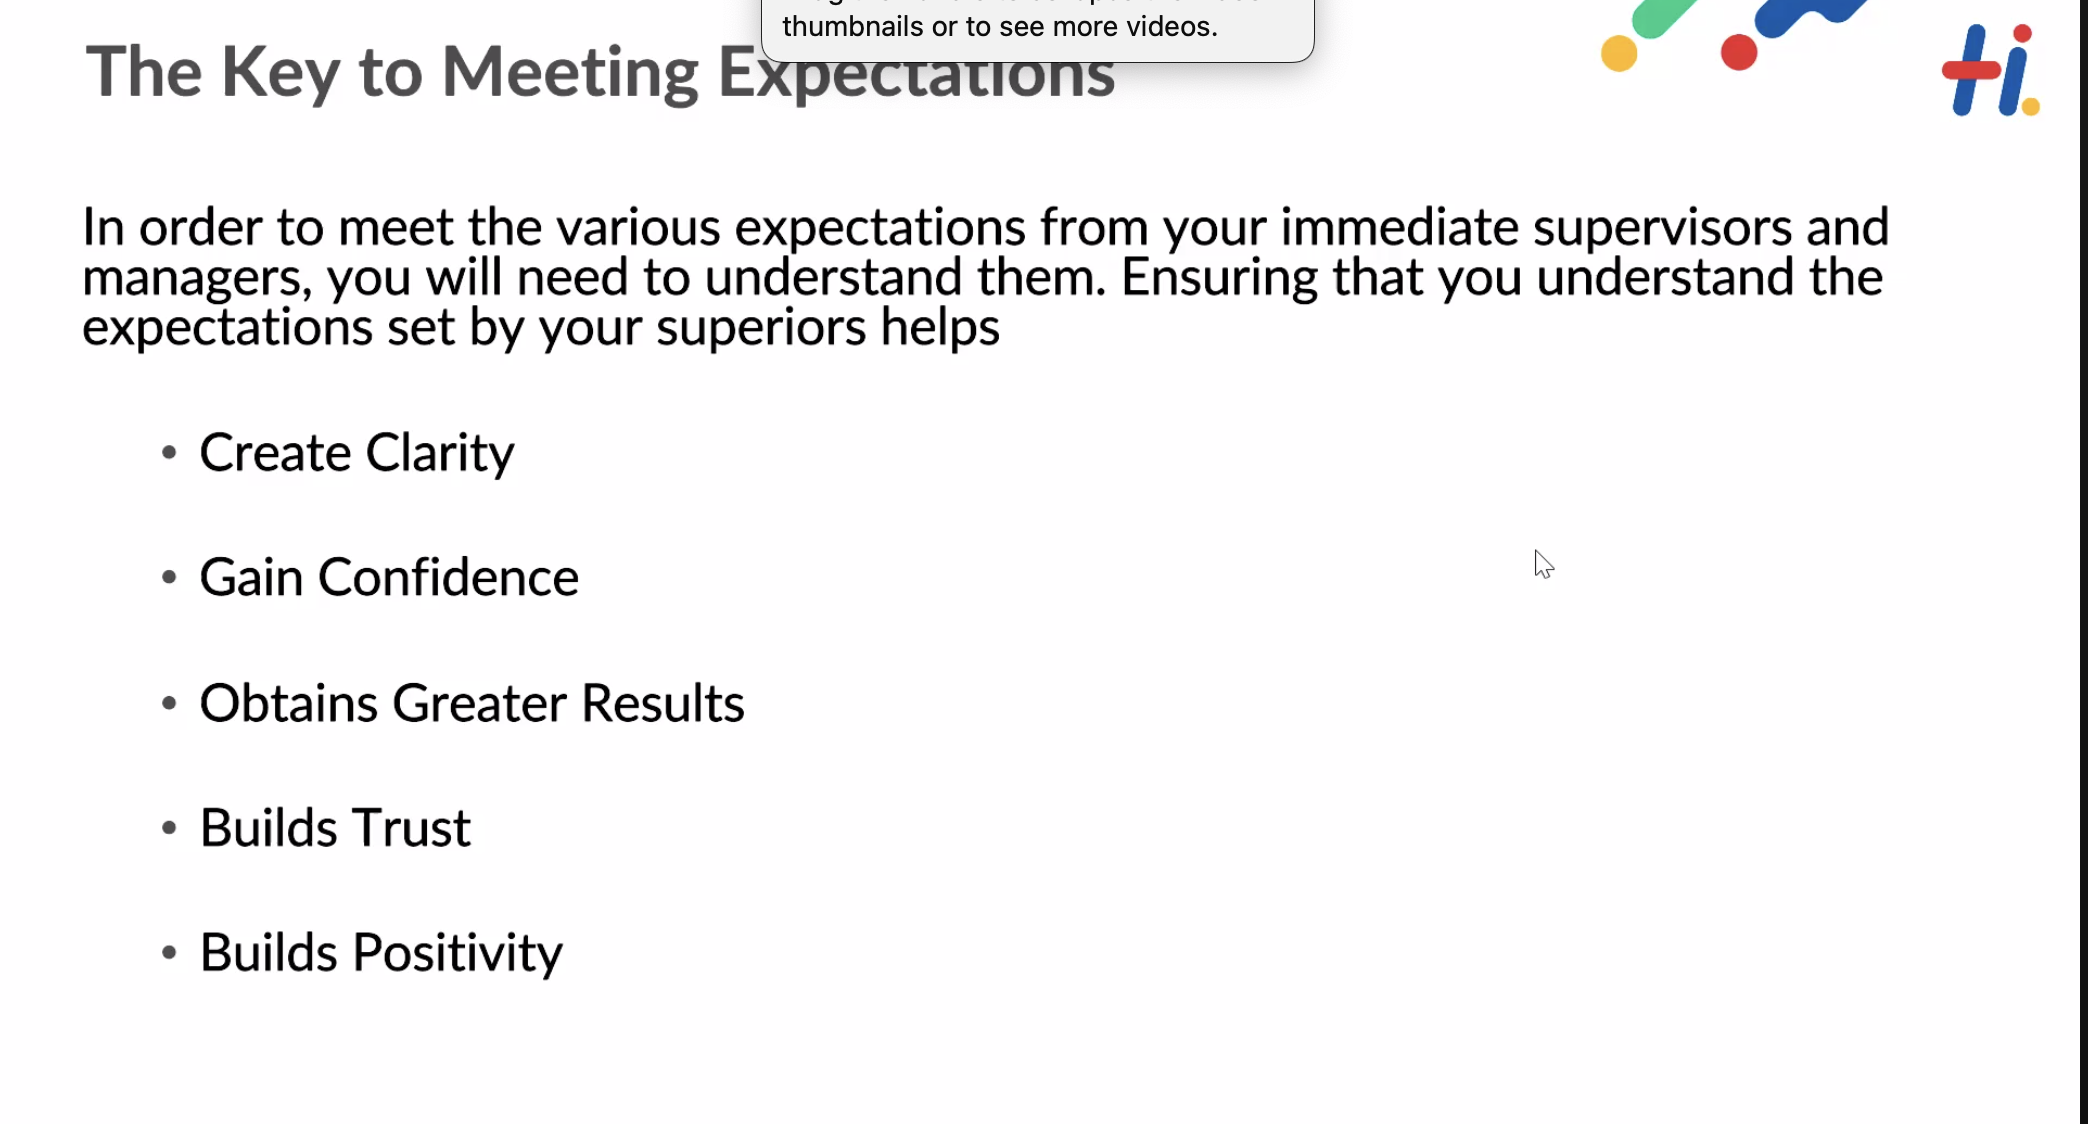 thumbnails or to see more videos.
The Key to Meeting Expectations
Hi.
In order to meet the various expectations from your immediate supervisors and
managers, you will need to understand them. Ensuring that you understand the
expectations set by your superiors helps
• Create Clarity
• Gain Confidence
• Obtains Greater Results
• Builds Trust
• Builds Positivity